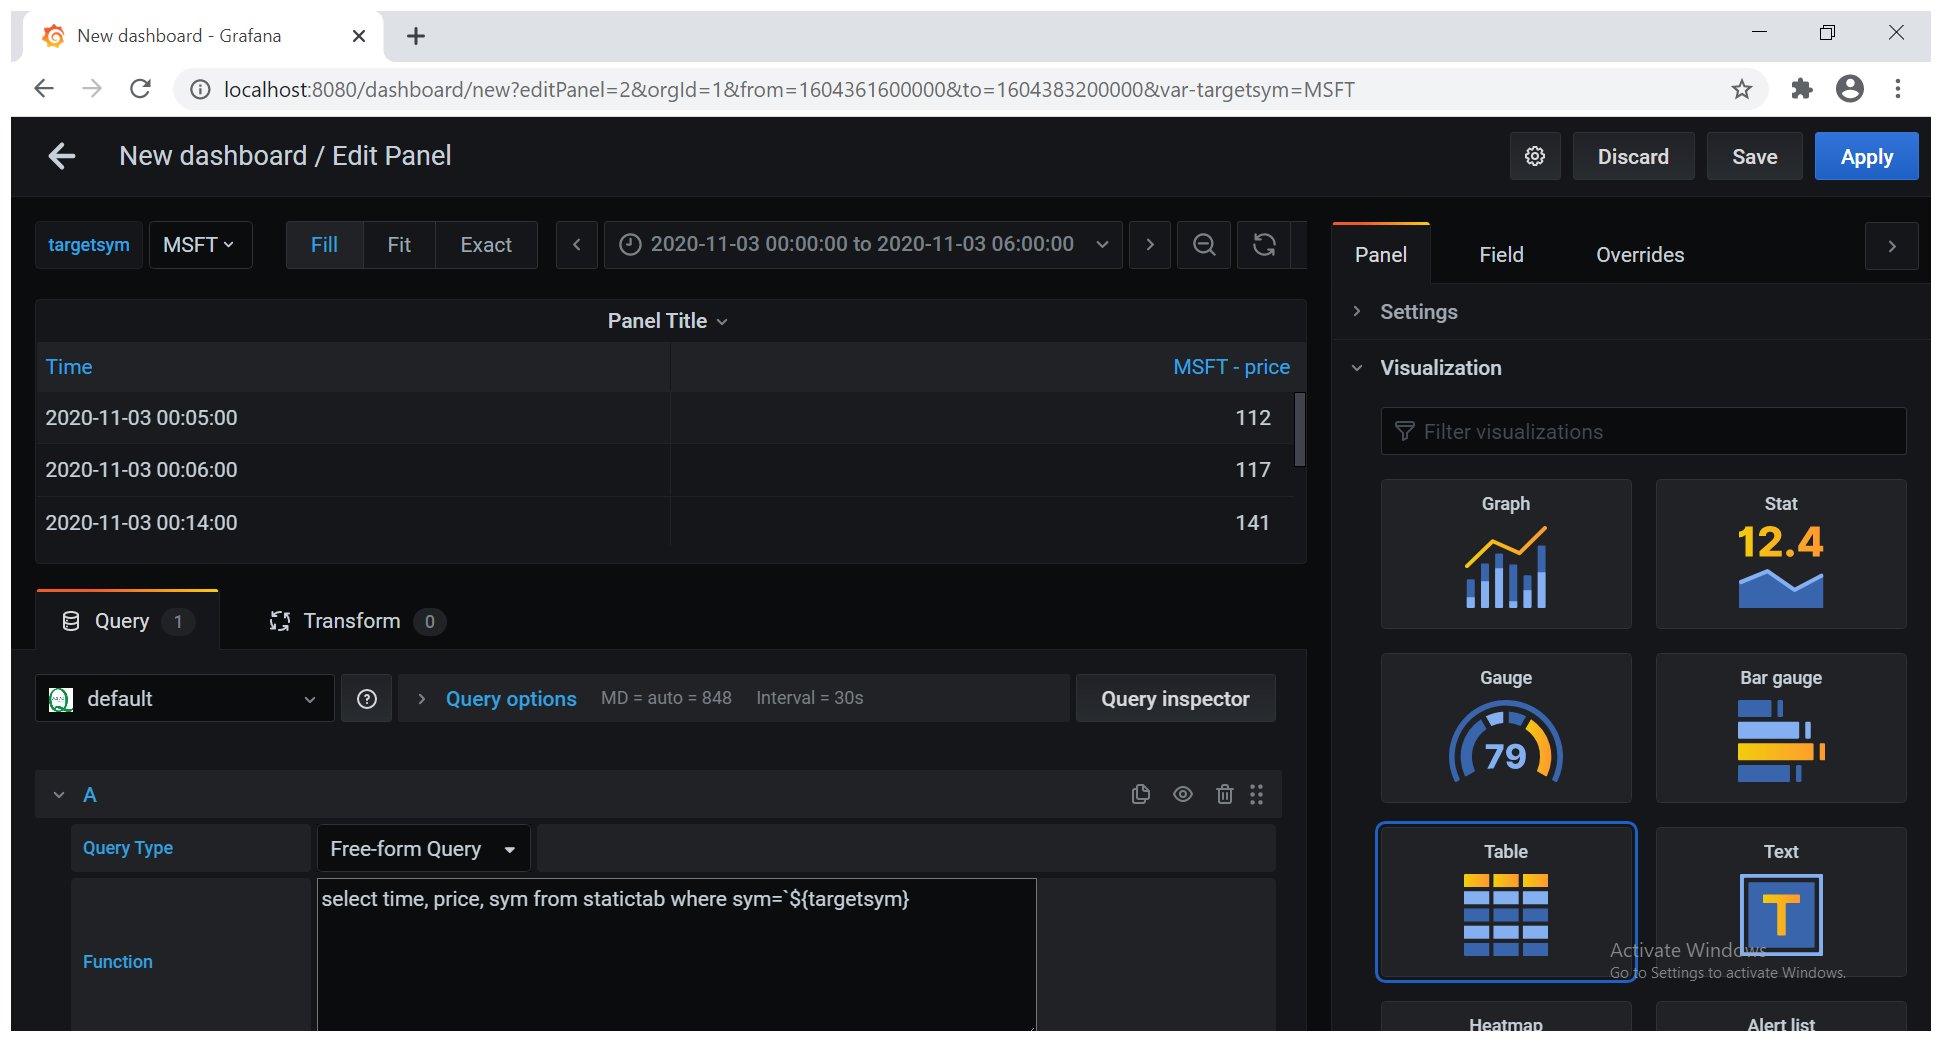 New dashboard - Grafana
localhost:8080/dashboard/new?editPanel=2&orgId=1&from=1604361600000&to=1604383200000&var-targetsym=MSFT
New dashboard / Edit Panel
Discard
Save
Apply
targetsym
MSFT
Fill
Fit
Exact
2020-11-03 00:00:00 to 2020-11-03 06:00:00
Panel
Field
Overrides
Settings
Panel Title
Time
MSFT - price
2020-11-03 00:05:00
112
2020-11-03 00:06:00
117
2020-11-03 00:14:00
141
Query
1
Transform
0
default
Query options
MD = auto = 848
Interval = 30s
Query inspector
A
Query Type
Free-form Query
Function
select time, price, sym from statictab where sym=`${targetsym}
Visualization
Filter visualizations
Graph
Stat
12.4
Gauge
79
Bar gauge
Table
Text
T
Activate Windows
Go to Settings to activate Windows.
Heatmap
Alert list